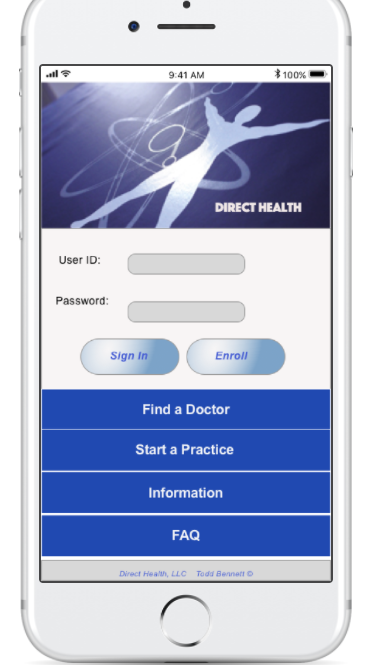 9:41 AM 100%
DIRECT HEALTH
User ID:
Password:
Sign In Enroll
Find a Doctor
Start a Practice
Information
FAQ
Direct Health, LLC Todd Bennett ©